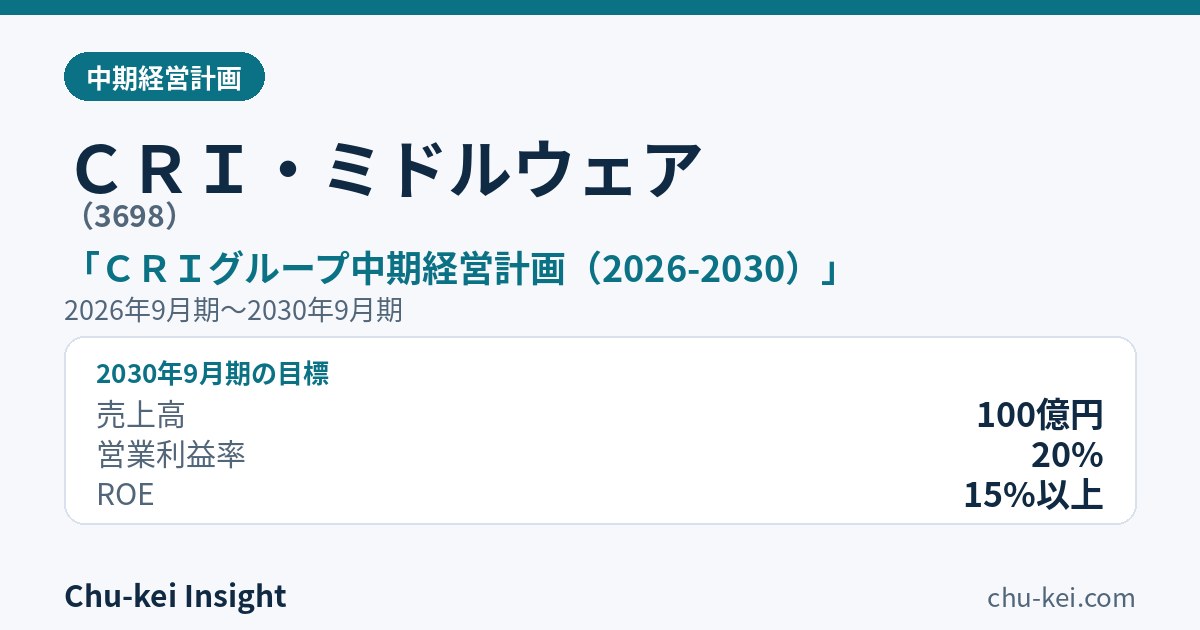 中期経営計画
ＣＲＩ・ミドルウェア
（3698）
「ＣＲＩグループ中期経営計画（2026-2030）」
2026年9月期～2030年9月期
2030年9月期の目標
売上高 100億円
営業利益率 20%
ROE 15%以上
Chu-kei Insight chu-kei.com